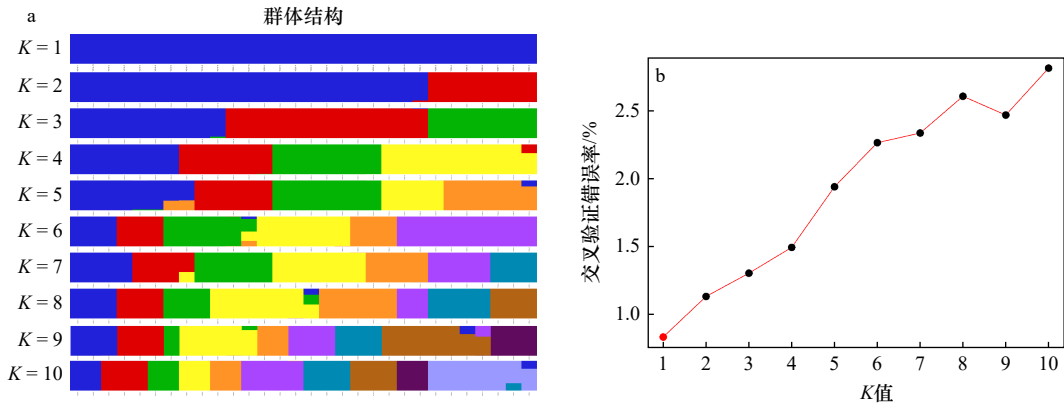 a
群体结构
K = 1
K = 2
K = 3
K = 4
K = 5
K = 6
K = 7
K = 8
K = 9
K = 10
b
交叉验证错误率/%
2.5
2.0
1.5
1.0
1 2 3 4 5 6 7 8 9 10
K值